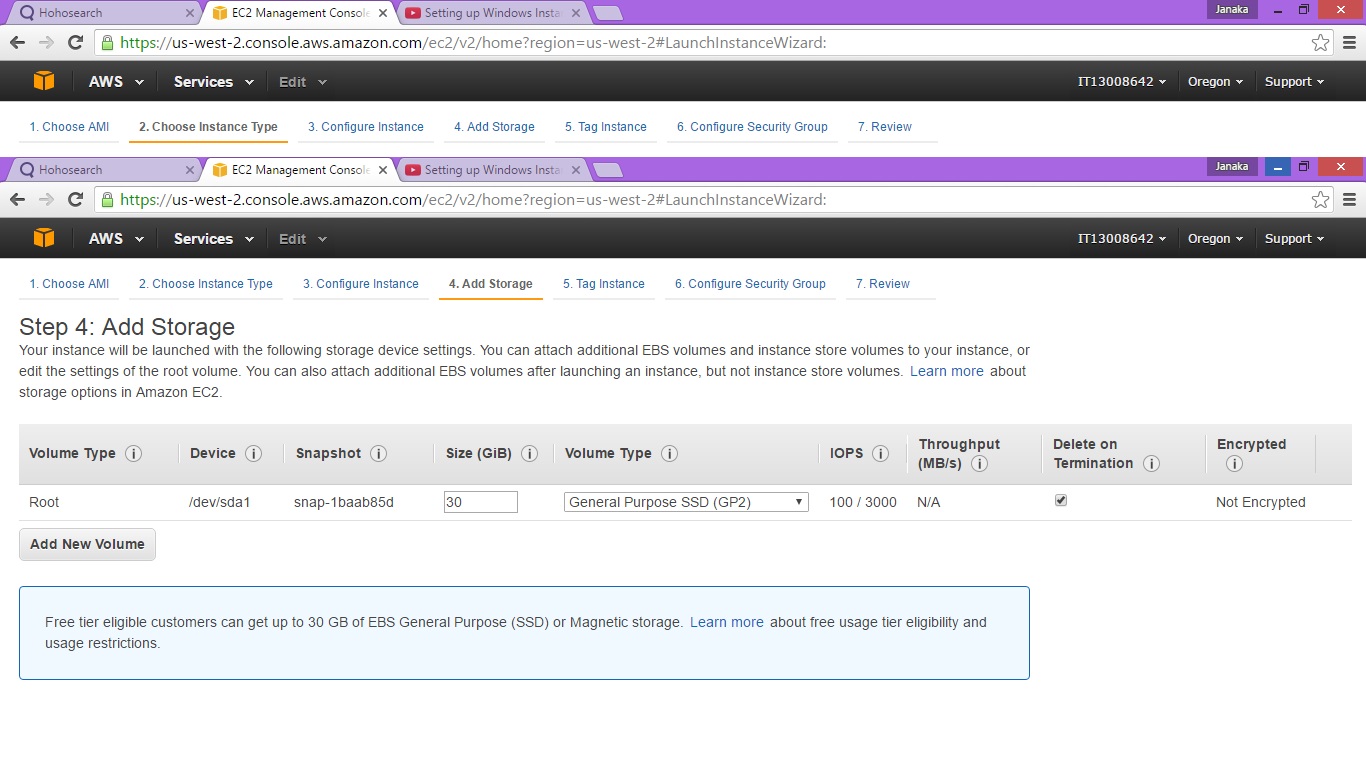 Hohosearch EC2 Management Console Setting up Windows Insta Janaka
https://us-west-2.console.aws.amazon.com/ec2/v2/home?region=us-west-2#LaunchInstanceWizard:
AWS Services Edit IT13008642 Oregon Support
1. Choose AMI 2. Choose Instance Type 3. Configure Instance 4. Add Storage 5. Tag Instance 6. Configure Security Group 7. Review
Hohosearch EC2 Management Console Setting up Windows Insta Janaka
https://us-west-2.console.aws.amazon.com/ec2/v2/home?region=us-west-2#LaunchInstanceWizard:
AWS Services Edit IT13008642 Oregon Support
1. Choose AMI 2. Choose Instance Type 3. Configure Instance 4. Add Storage 5. Tag Instance 6. Configure Security Group 7. Review
Step 4: Add Storage
Your instance will be launched with the following storage device settings. You can attach additional EBS volumes and instance store volumes to your instance, or
edit the settings of the root volume. You can also attach additional EBS volumes after launching an instance, but not instance store volumes. Learn more about
storage options in Amazon EC2.
Volume Type Device Snapshot Size (GiB) Volume Type IOPS Throughput (MB/s) Delete on Termination Encrypted
Root /dev/sda1 snap-1baab85d 30 General Purpose SSD (GP2) 100 / 3000 N/A Not Encrypted
Add New Volume
Free tier eligible customers can get up to 30 GB of EBS General Purpose (SSD) or Magnetic storage. Learn more about free usage tier eligibility and
usage restrictions.